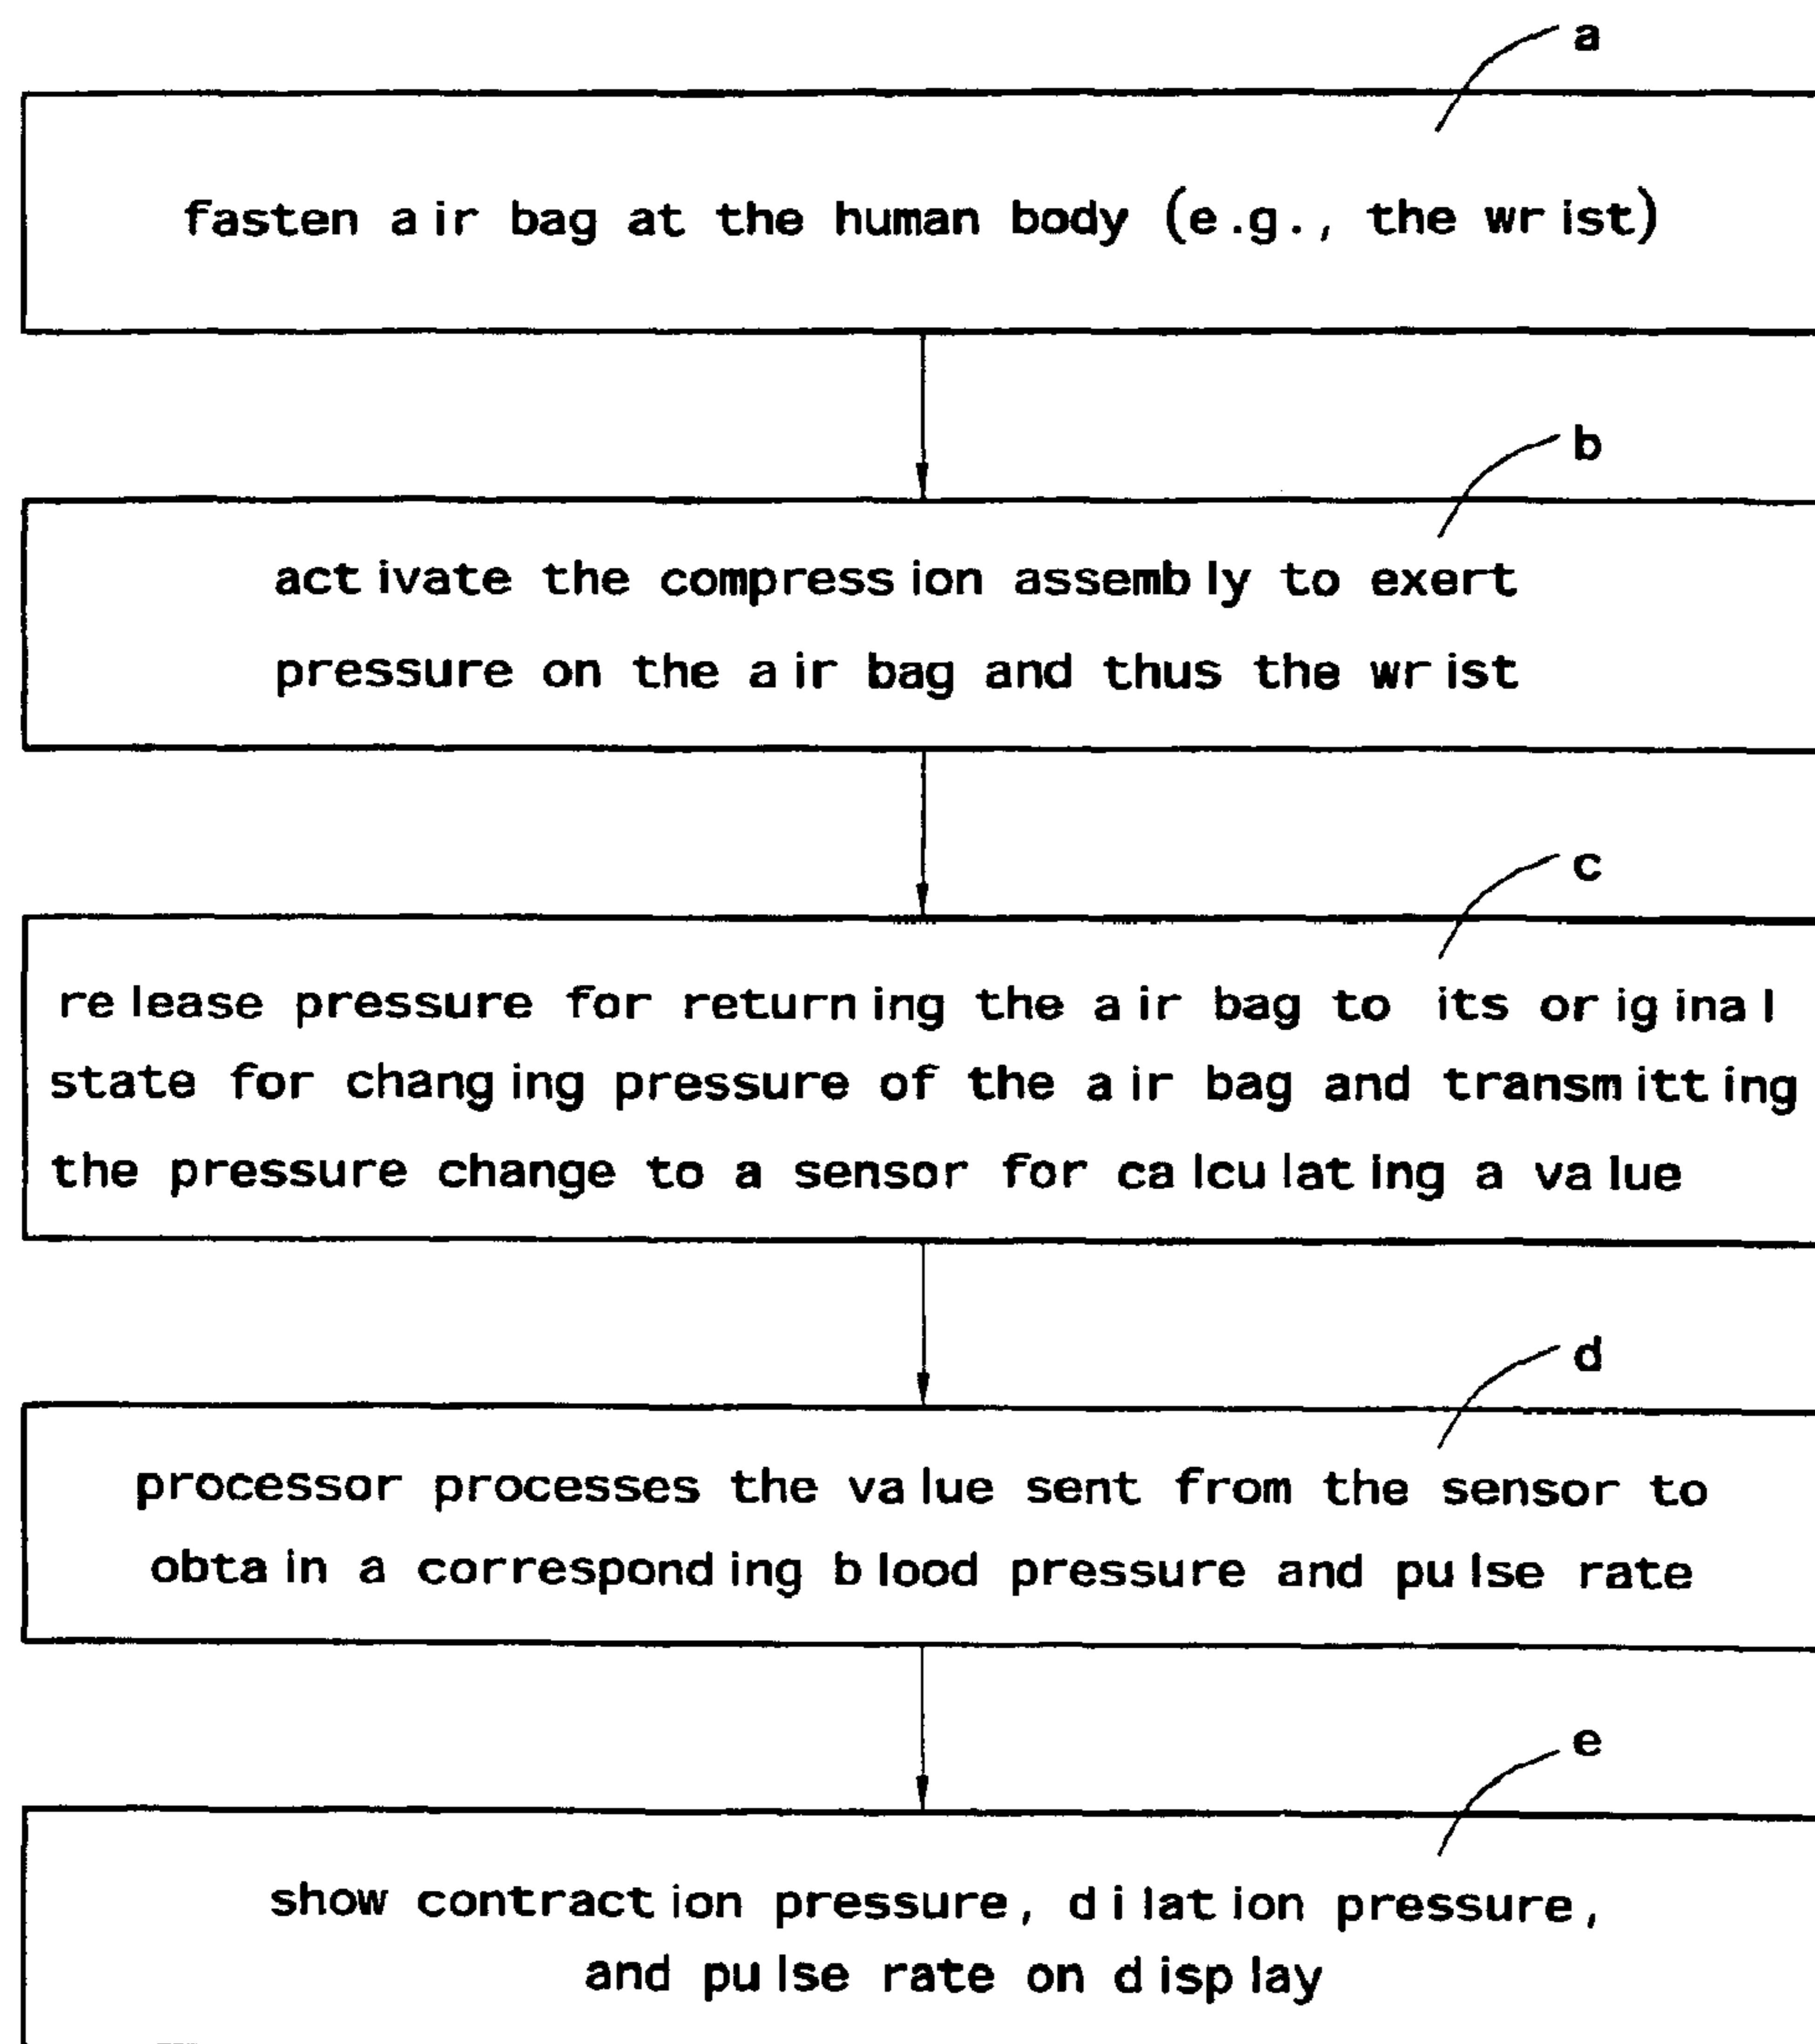 a
fasten air bag at the human body (e.g., the wrist)
b
activate the compression assembly to exert
pressure on the air bag and thus the wrist
c
release pressure for returning the air bag to its original
state for changing pressure of the air bag and transmitting
the pressure change to a sensor for calculating a value
d
processor processes the value sent from the sensor to
obtain a corresponding blood pressure and pulse rate
e
show contraction pressure, dilation pressure,
and pulse rate on display